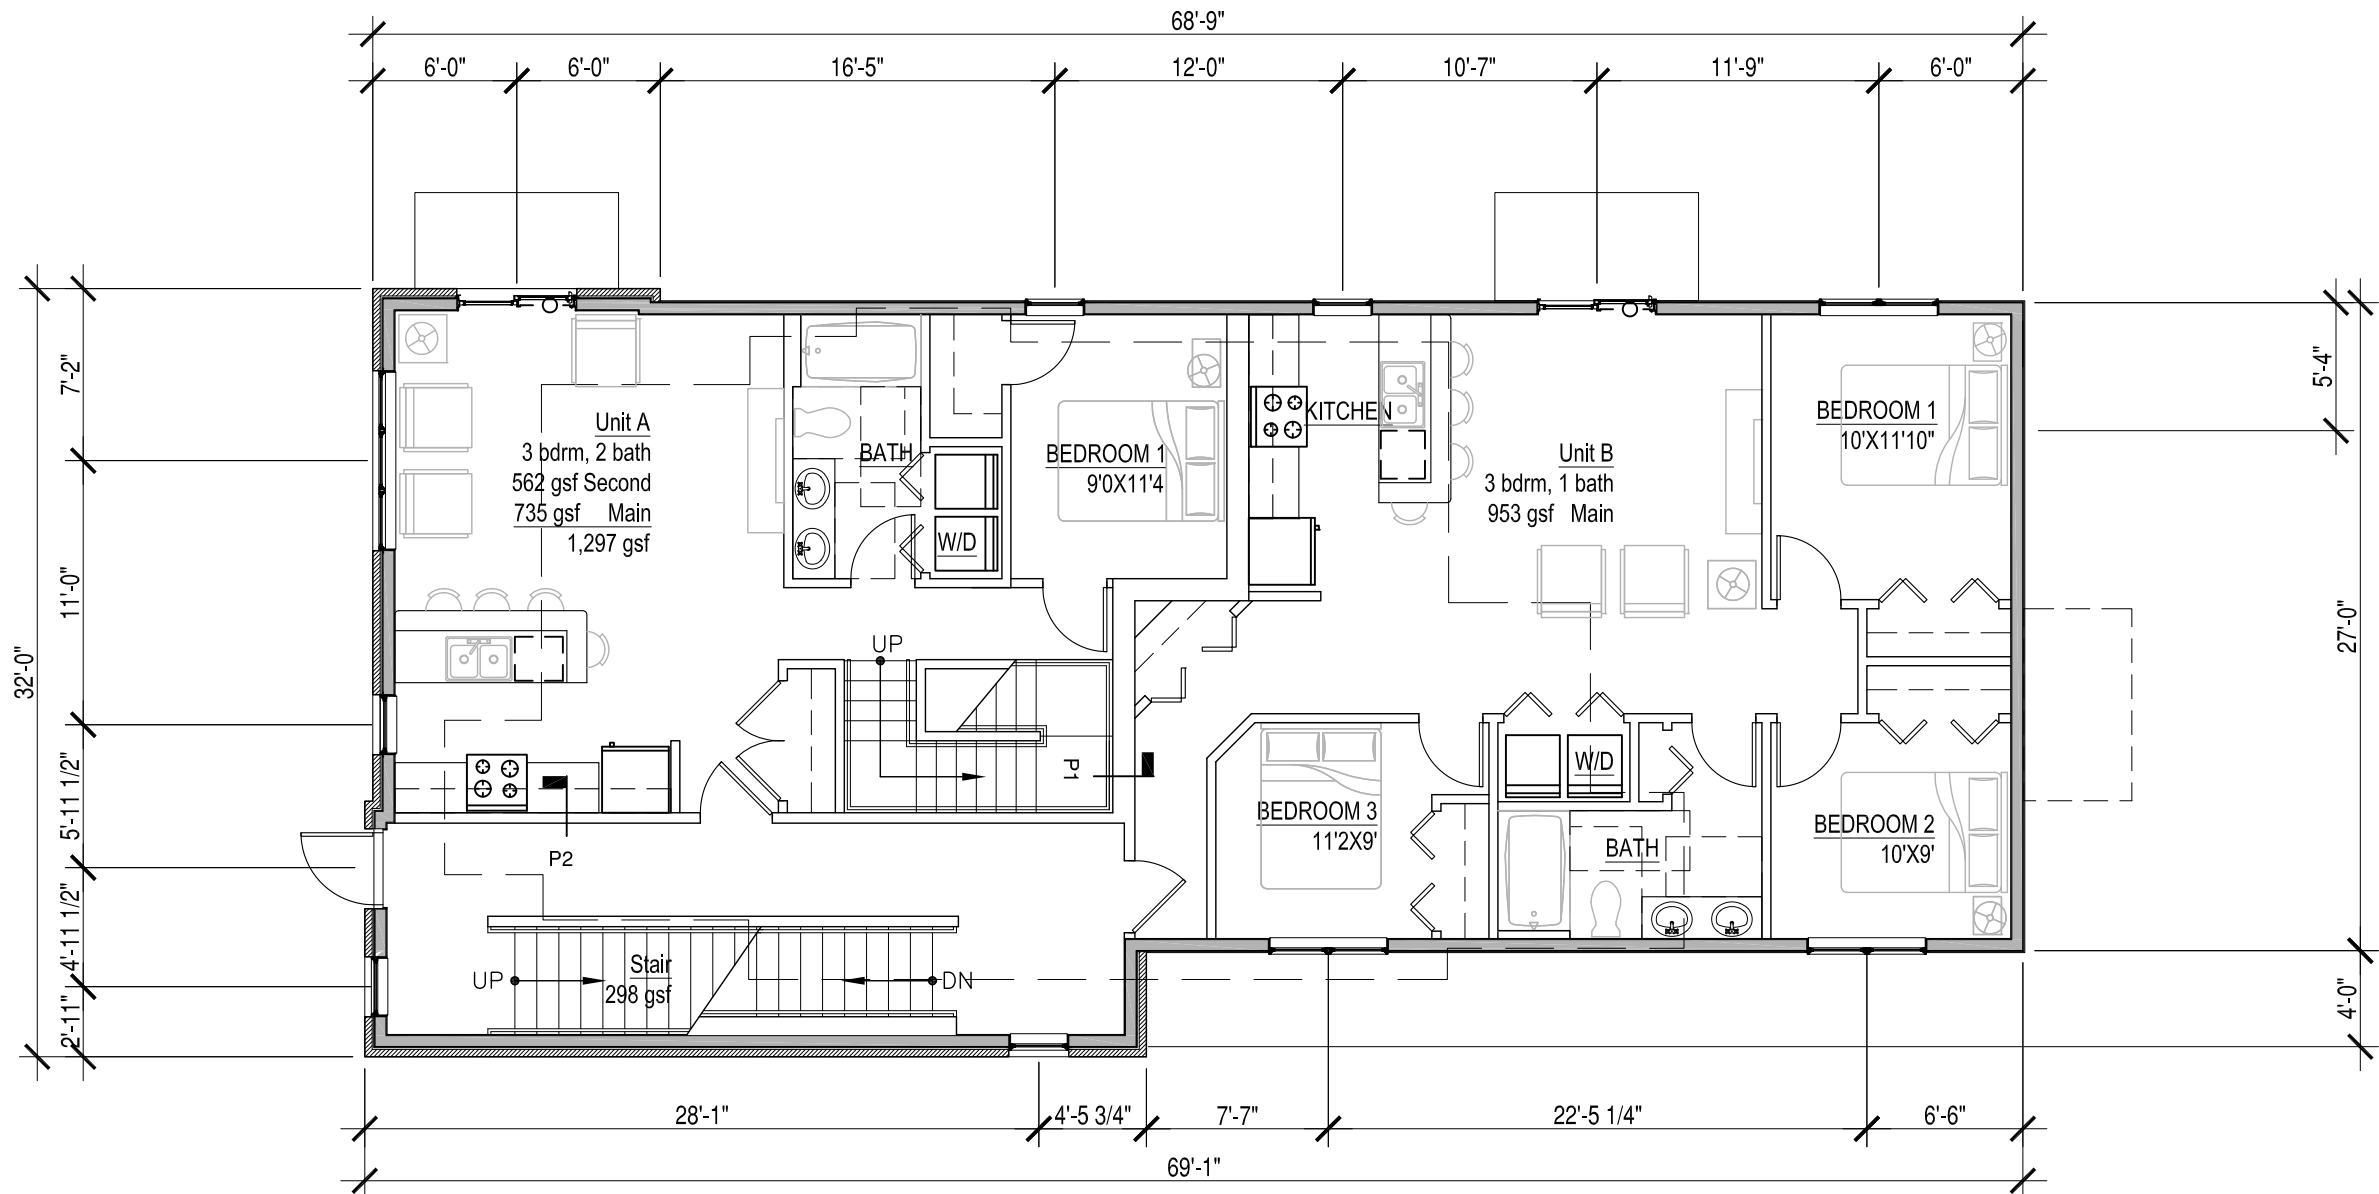 68'-9"
6'-0" 6'-0" 16'-5" 12'-0" 10'-7" 11'-9" 6'-0"
7'-2"
11'-0"
5'-11 1/2"
4'-11 1/2"
2'-11"
32'-0"
Unit A
3 bdrm, 2 bath
562 gsf Second
735 gsf Main
1,297 gsf
BATH
W/D
BEDROOM 1
9'0X11'4
KITCHEN
Unit B
3 bdrm, 1 bath
953 gsf Main
BEDROOM 1
10'X11'10"
5'-4"
27'-0"
4'-0"
UP
P1
P2
W/D
BEDROOM 3
11'2X9'
BATH
BEDROOM 2
10'X9'
UP
Stair
298 gsf
DN
28'-1" 4'-5 3/4" 7'-7" 22'-5 1/4" 6'-6"
69'-1"